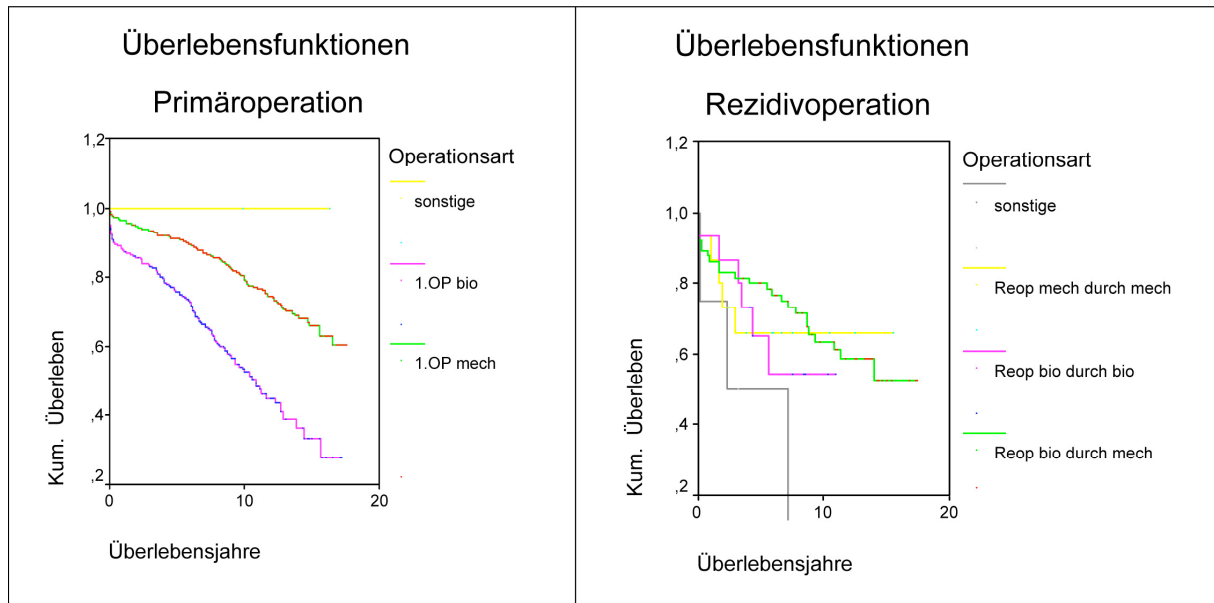 Überlebensfunktionen
Primäroperation
1,2
1,0
,8
,6
,4
,2
0
10
20
Kum. Überleben
Überlebensjahre
Operationsart
sonstige
1.OP bio
1.OP mech
Überlebensfunktionen
Rezidivoperation
1,2
1,0
,8
,6
,4
,2
0
10
20
Kum. Überleben
Überlebensjahre
Operationsart
sonstige
Reop mech durch mech
Reop bio durch bio
Reop bio durch mech